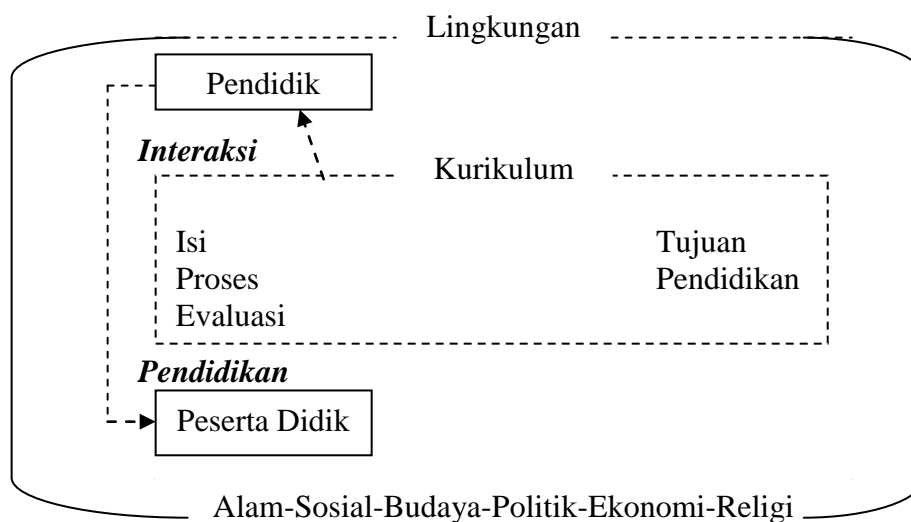 Lingkungan
Pendidik
Interaksi
Kurikulum
Isi
Proses
Evaluasi
Tujuan
Pendidikan
Pendidikan
Peserta Didik
Alam-Sosial-Budaya-Politik-Ekonomi-Religi